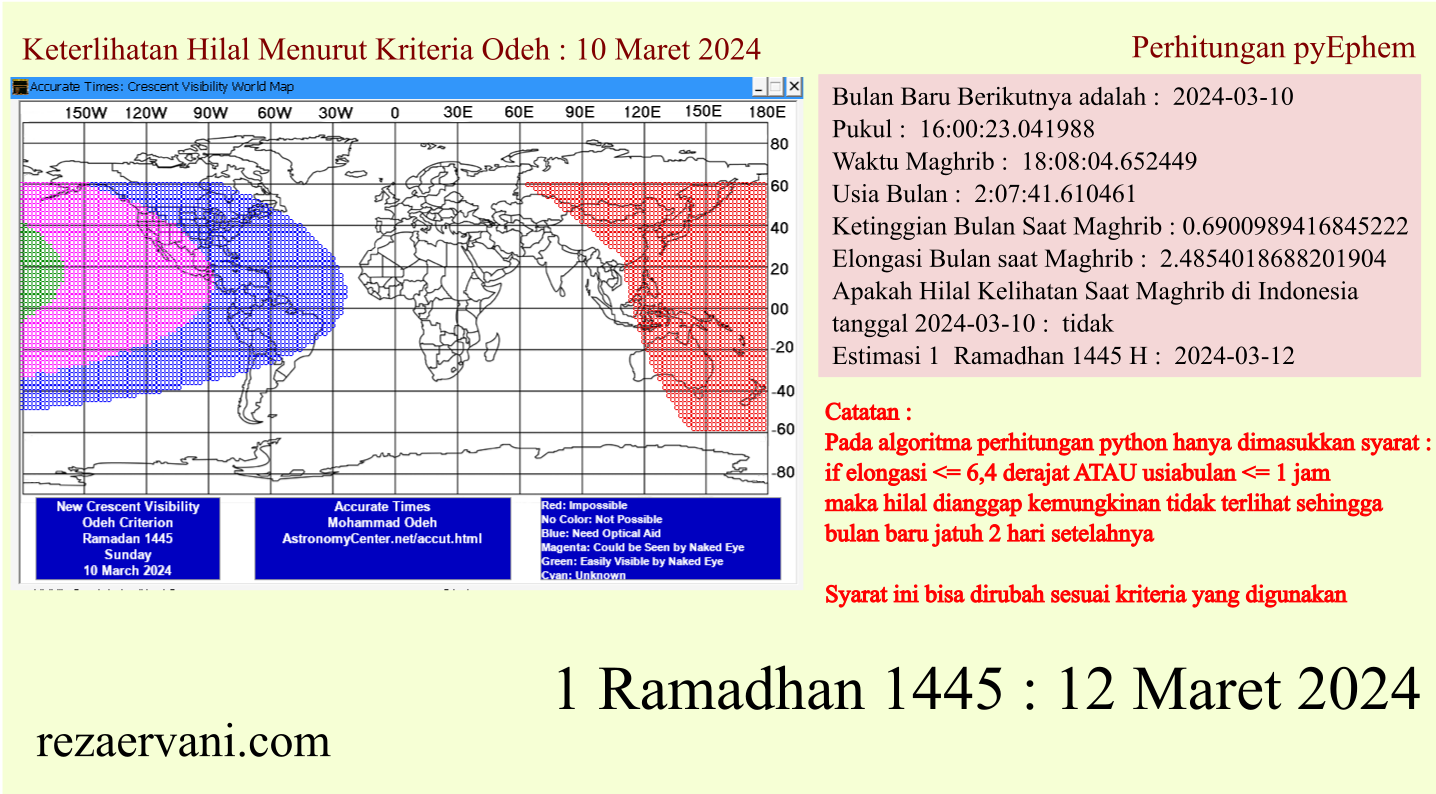 Keterlihatan Hilal Menurut Kriteria Odeh : 10 Maret 2024
Accurate Times: Crescent Visibility World Map
150W 120W 90W 60W 30W 0 30E 60E 90E 120E 150E 180E
80
60
40
20
00
-20
-40
-60
-80
New Crescent Visibility
Odeh Criterion
Ramadan 1445
Sunday
10 March 2024
Accurate Times
Mohammad Odeh
AstronomyCenter.net/accut.html
Red: Impossible
No Color: Not Possible
Blue: Need Optical Aid
Magenta: Could be Seen by Naked Eye
Green: Easily Visible by Naked Eye
Cyan: Unknown
Perhitungan pyEphem
Bulan Baru Berikutnya adalah : 2024-03-10
Pukul : 16:00:23.041988
Waktu Maghrib : 18:08:04.652449
Usia Bulan : 2:07:41.610461
Ketinggian Bulan Saat Maghrib : 0.6900989416845222
Elongasi Bulan saat Maghrib : 2.4854018688201904
Apakah Hilal Kelihatan Saat Maghrib di Indonesia
tanggal 2024-03-10 : tidak
Estimasi 1 Ramadhan 1445 H : 2024-03-12
Catatan :
Pada algoritma perhitungan python hanya dimasukkan syarat :
if elongasi <= 6,4 derajat ATAU usiabulan <= 1 jam
maka hilal dianggap kemungkinan tidak terlihat sehingga
bulan baru jatuh 2 hari setelahnya
Syarat ini bisa dirubah sesuai kriteria yang digunakan
1 Ramadhan 1445 : 12 Maret 2024
rezaervani.com